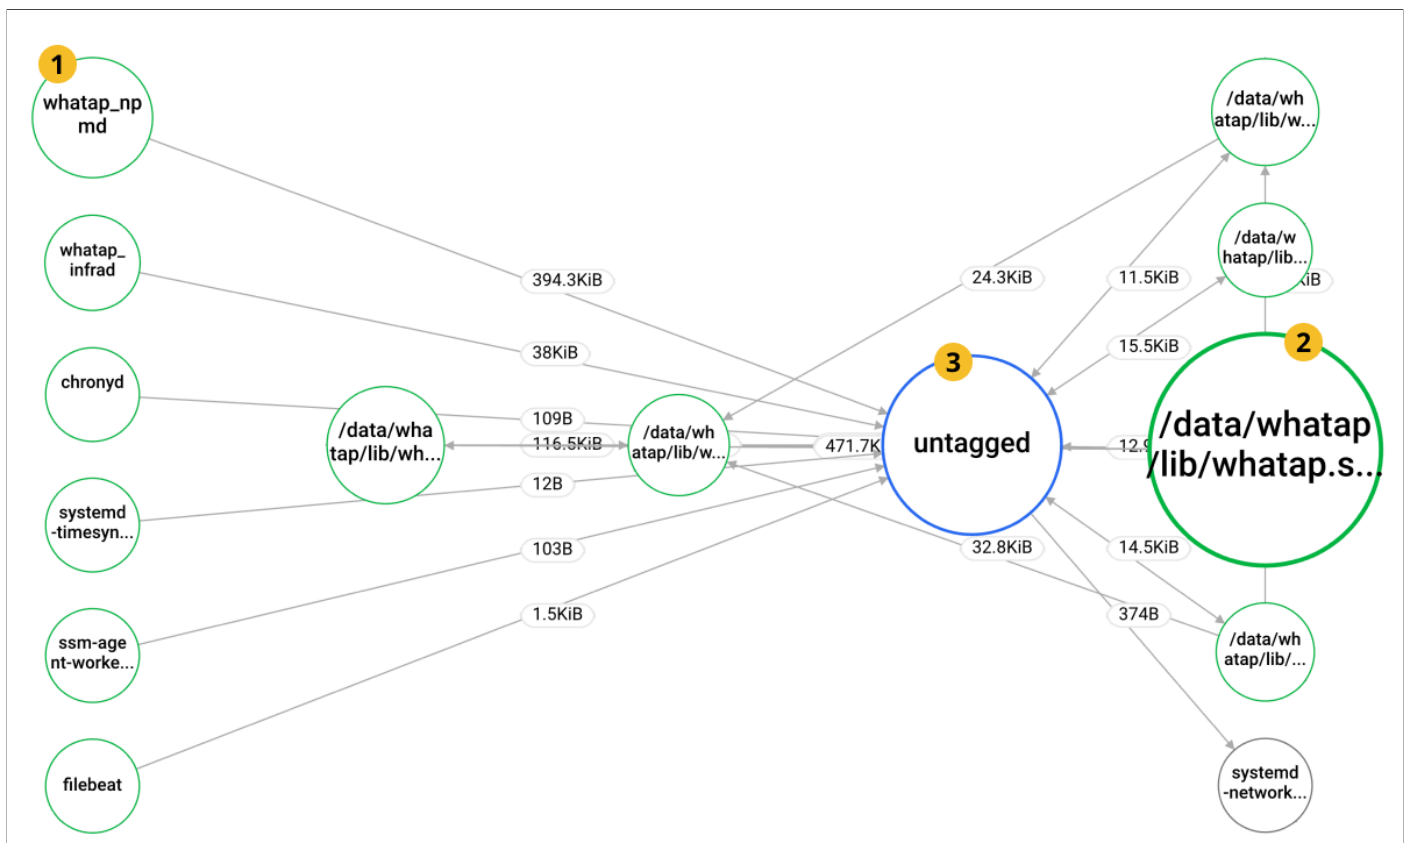 1
whatap_np
md
whatap_
infrad
chronyd
systemd
-timesyn...
ssm-age
nt-worke...
filebeat
/data/wha
tap/lib/wh...
394.3KiB
38KiB
109B
116.5KiB
12B
103B
1.5KiB
/data/wh
atap/lib/w...
471.7K
3
untagged
24.3KiB
32.8KiB
11.5KiB
15.5KiB
12.9
14.5KiB
374B
/data/wh
atap/lib/w...
/data/w
hatap/lib...
KiB
2
/data/whatap
/lib/whatap.s...
/data/wh
atap/lib/...
systemd
-network...